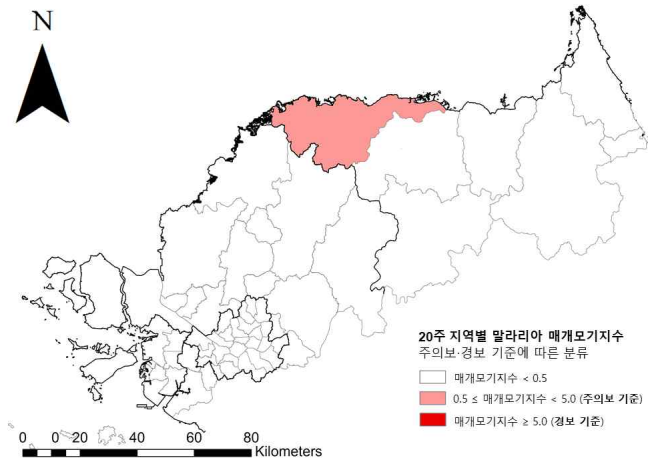 N
20주 지역별 말라리아 매개모기지수
주의보·경보 기준에 따른 분류
매개모기지수 < 0.5
0.5 ≤ 매개모기지수 < 5.0 (주의보 기준)
매개모기지수 ≥ 5.0 (경보 기준)
0 0 20 40 60 80
Kilometers